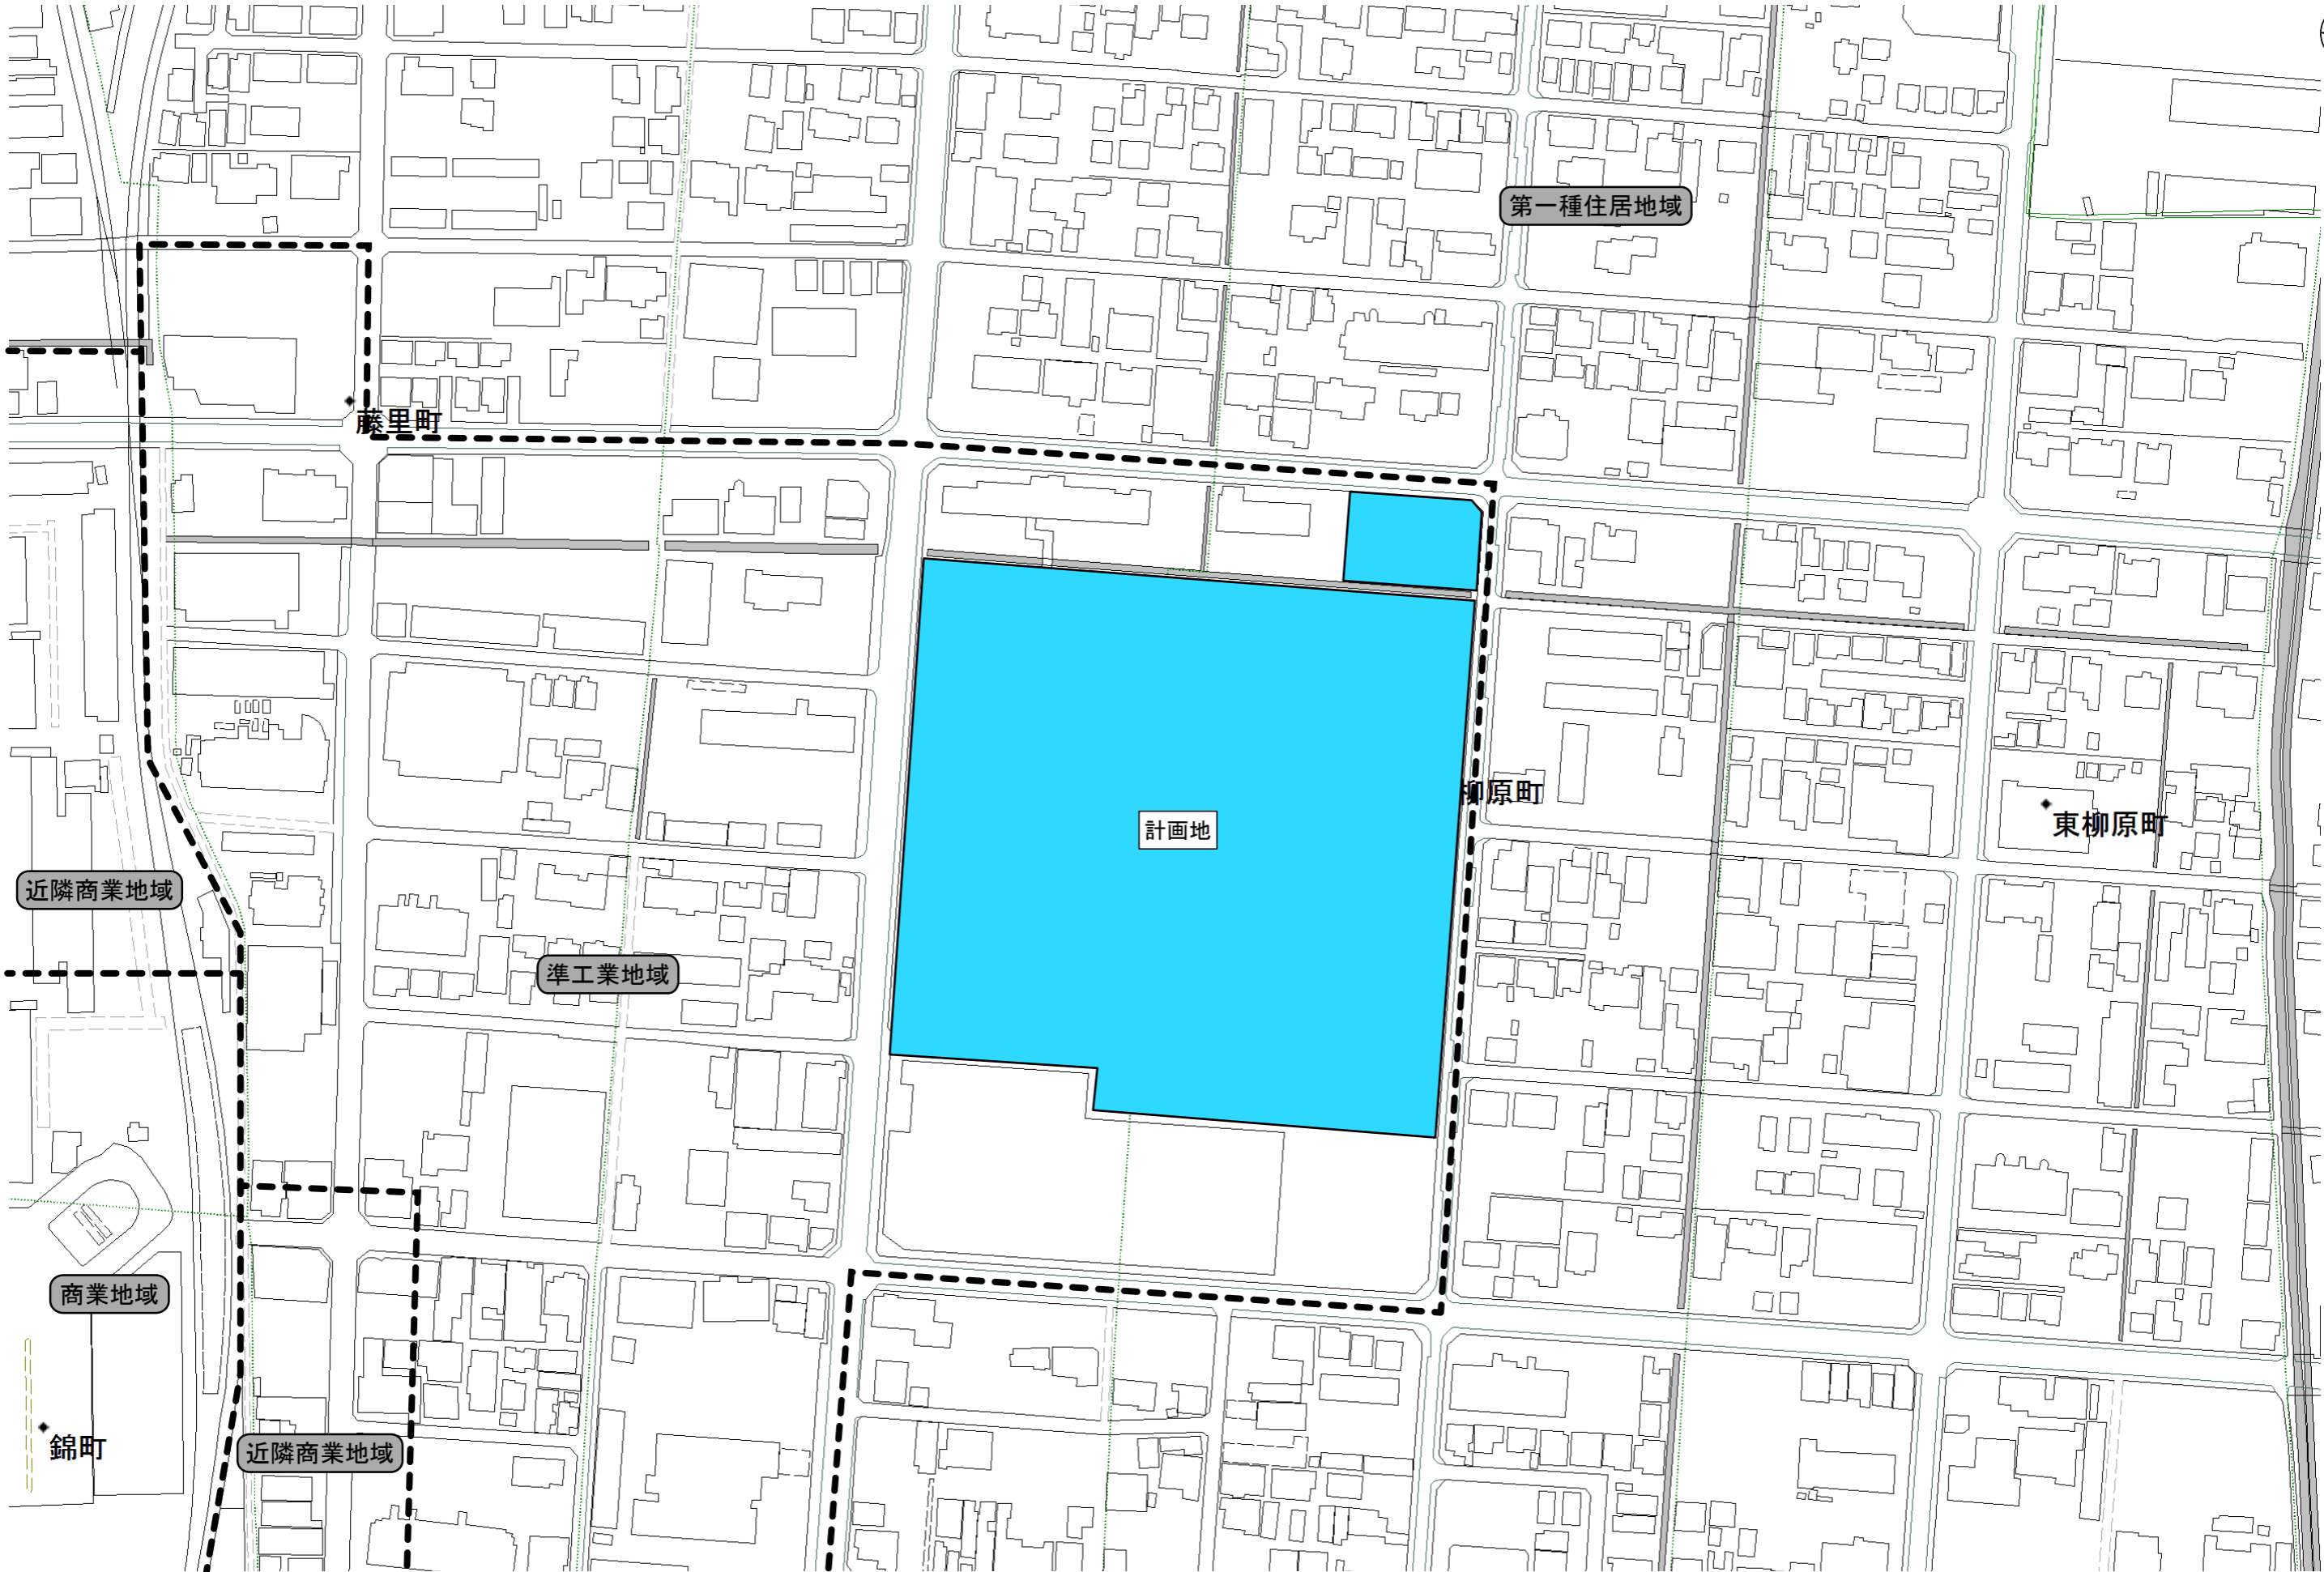 第一種住居地域
藤里町
柳原町
計画地
東柳原町
近隣商業地域
準工業地域
商業地域
錦町
近隣商業地域